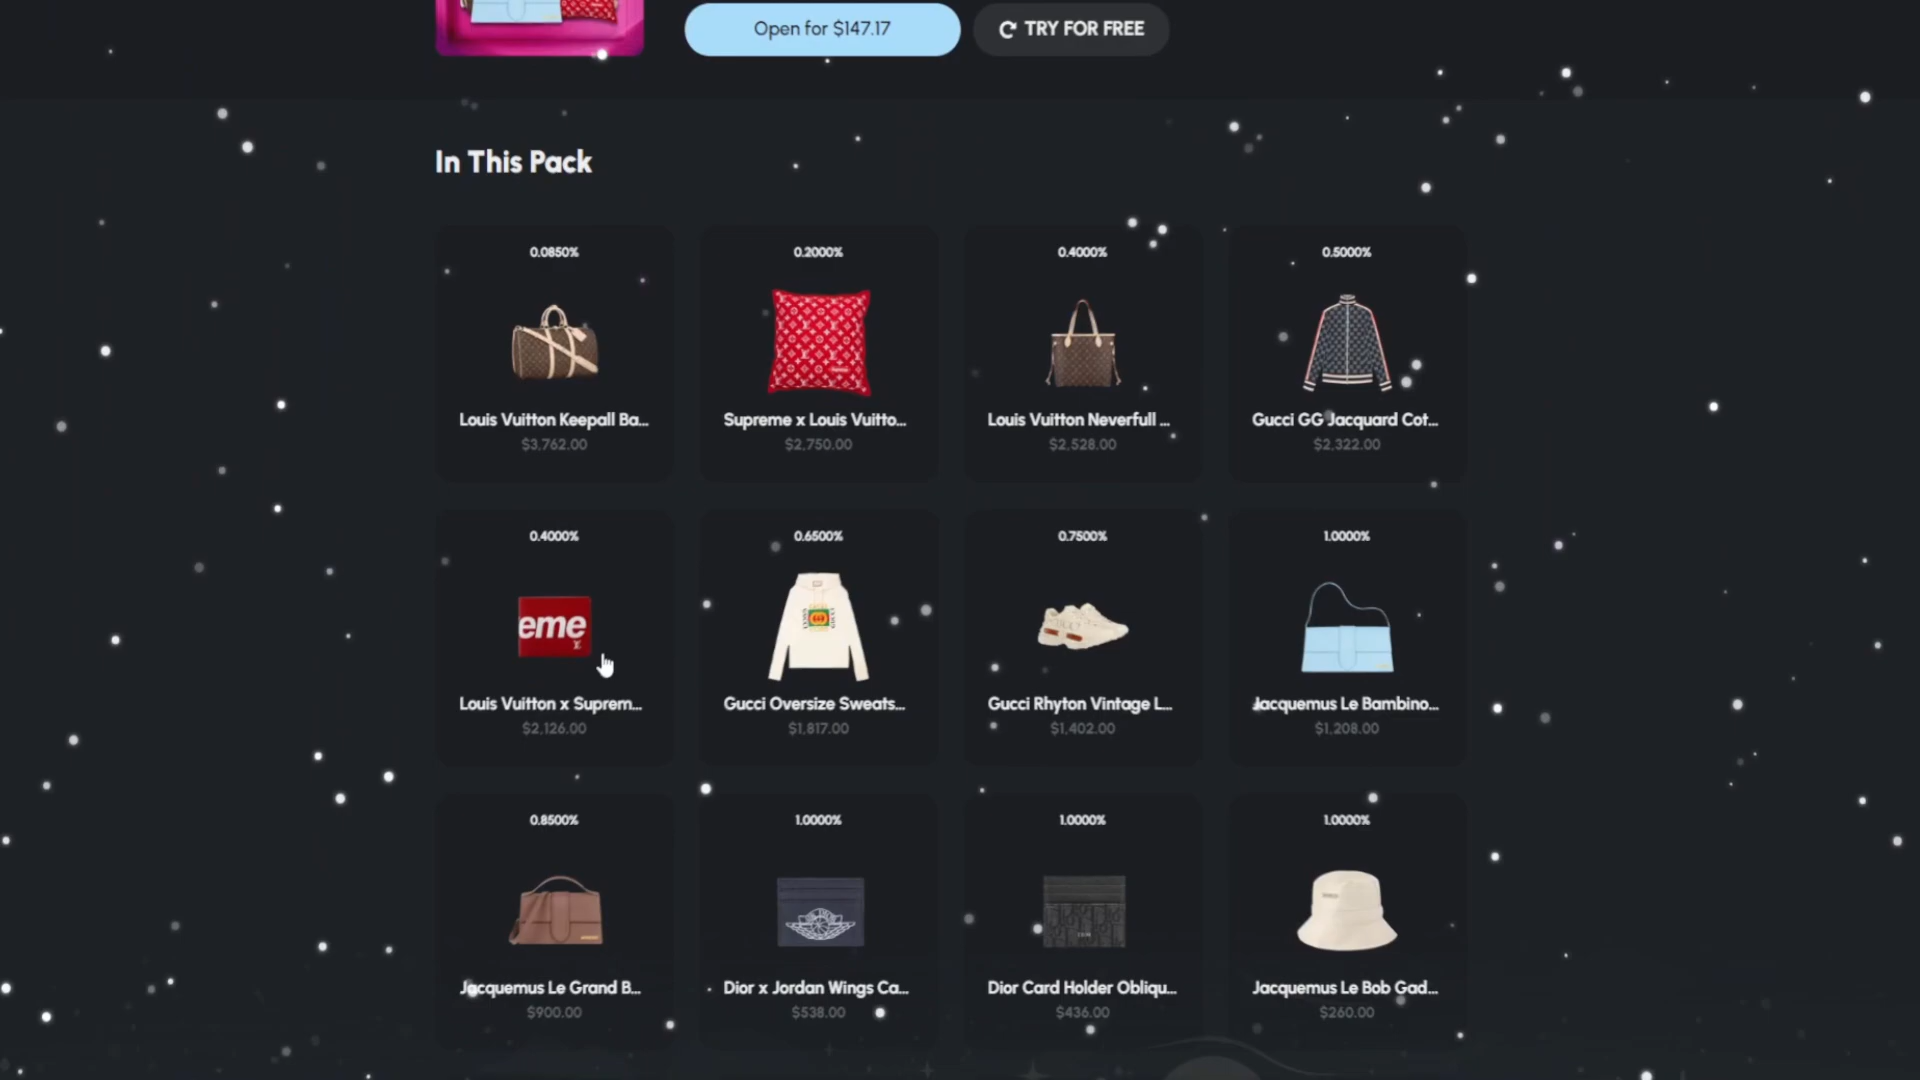 Open for $147.17
TRY FOR FREE
In This Pack
0.0850%
0.2000%
0.4000%
0.5000%
Louis Vuitton Keepall Ba...
Supreme x Louis Vuitto...
Louis Vuitton Neverfull ...
Gucci GG Jacquard Cot...
$3,762.00
$2,750.00
$2,528.00
$2,322.00
0.4000%
0.6500%
0.7500%
1.0000%
eme
GUCCI
Louis Vuitton x Suprem...
Gucci Oversize Sweats...
Gucci Rhyton Vintage L...
Jacquemus Le Bambino...
$2,126.00
$1,817.00
$1,402.00
$1,208.00
0.8500%
1.0000%
1.0000%
1.0000%
Jacquemus Le Grand B...
Dior x Jordan Wings Ca...
Dior Card Holder Obliqu...
Jacquemus Le Bob Gad...
$900.00
$538.00
$436.00
$260.00